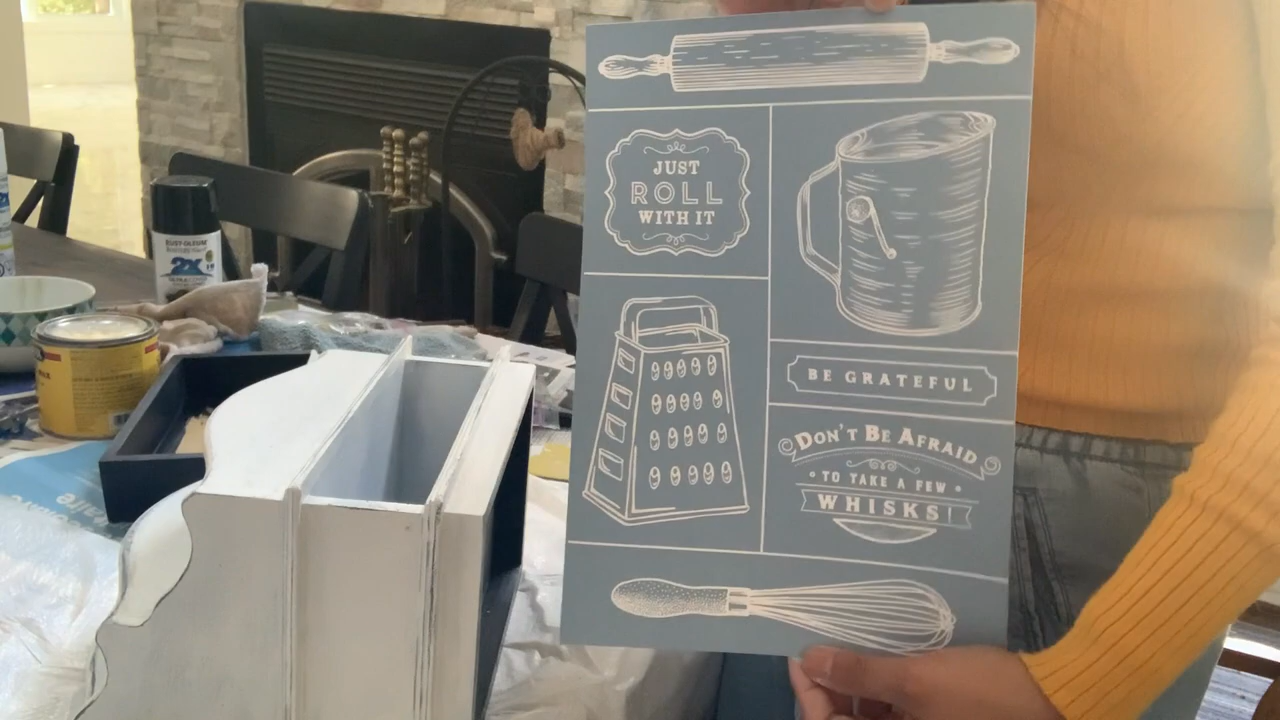 JUST
ROLL
WITH IT
BE GRATEFUL
DON'T BE AFRAID
TO TAKE A FEW
WHISKS!
RUST-OLEUM
2X